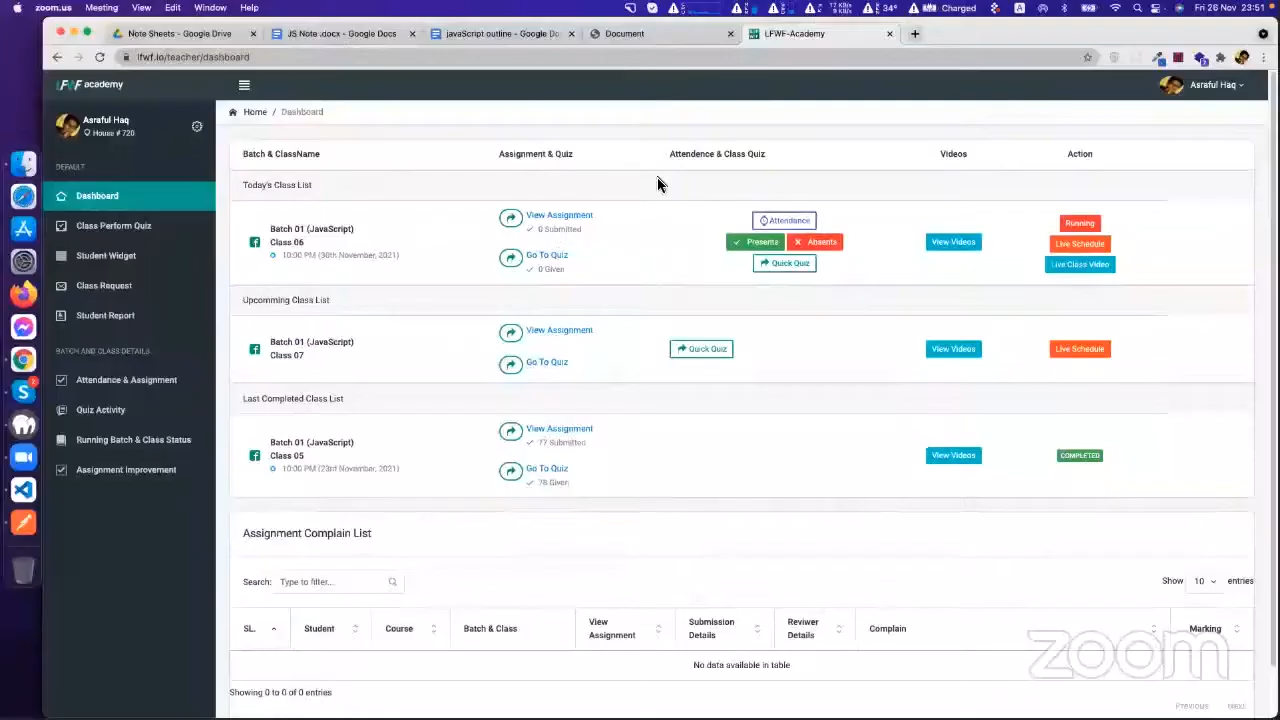 zoom.us Meeting View Edit Window Help 34° Charged Fri 26 Nov 23:51
Note Sheets - Google Drive JS Note .docx - Google Docs javaScript outline - Google Do Document LFWF-Academy
lfwf.io/teacher/dashboard
LFWF academy Asraful Haq
Asraful Haq
House # 720
Home / Dashboard
DEFAULT
Dashboard
Class Perform Quiz
Student Widget
Class Request
Student Report
BATCH AND CLASS DETAILS
Attendance & Assignment
Quiz Activity
Running Batch & Class Status
Assignment Improvement
Batch & ClassName Assignment & Quiz Attendence & Class Quiz Videos Action
Today's Class List
Batch 01 (JavaScript)
Class 06
10:00 PM (30th November, 2021)
View Assignment
0 Submitted
Go To Quiz
0 Given
Attendance
Presents Absents
Quick Quiz
View Videos
Running
Live Schedule
Live Class Video
Upcomming Class List
Batch 01 (JavaScript)
Class 07
View Assignment
Go To Quiz
Quick Quiz
View Videos
Live Schedule
Last Completed Class List
Batch 01 (JavaScript)
Class 05
10:00 PM (23rd November, 2021)
View Assignment
77 Submitted
Go To Quiz
78 Given
View Videos
COMPLETED
Assignment Complain List
Search: Type to filter... Show 10 entries
SL. Student Course Batch & Class View Assignment Submission Details Reviwer Details Complain Marking
No data available in table
Showing 0 to 0 of 0 entries
Previous Next
zoom